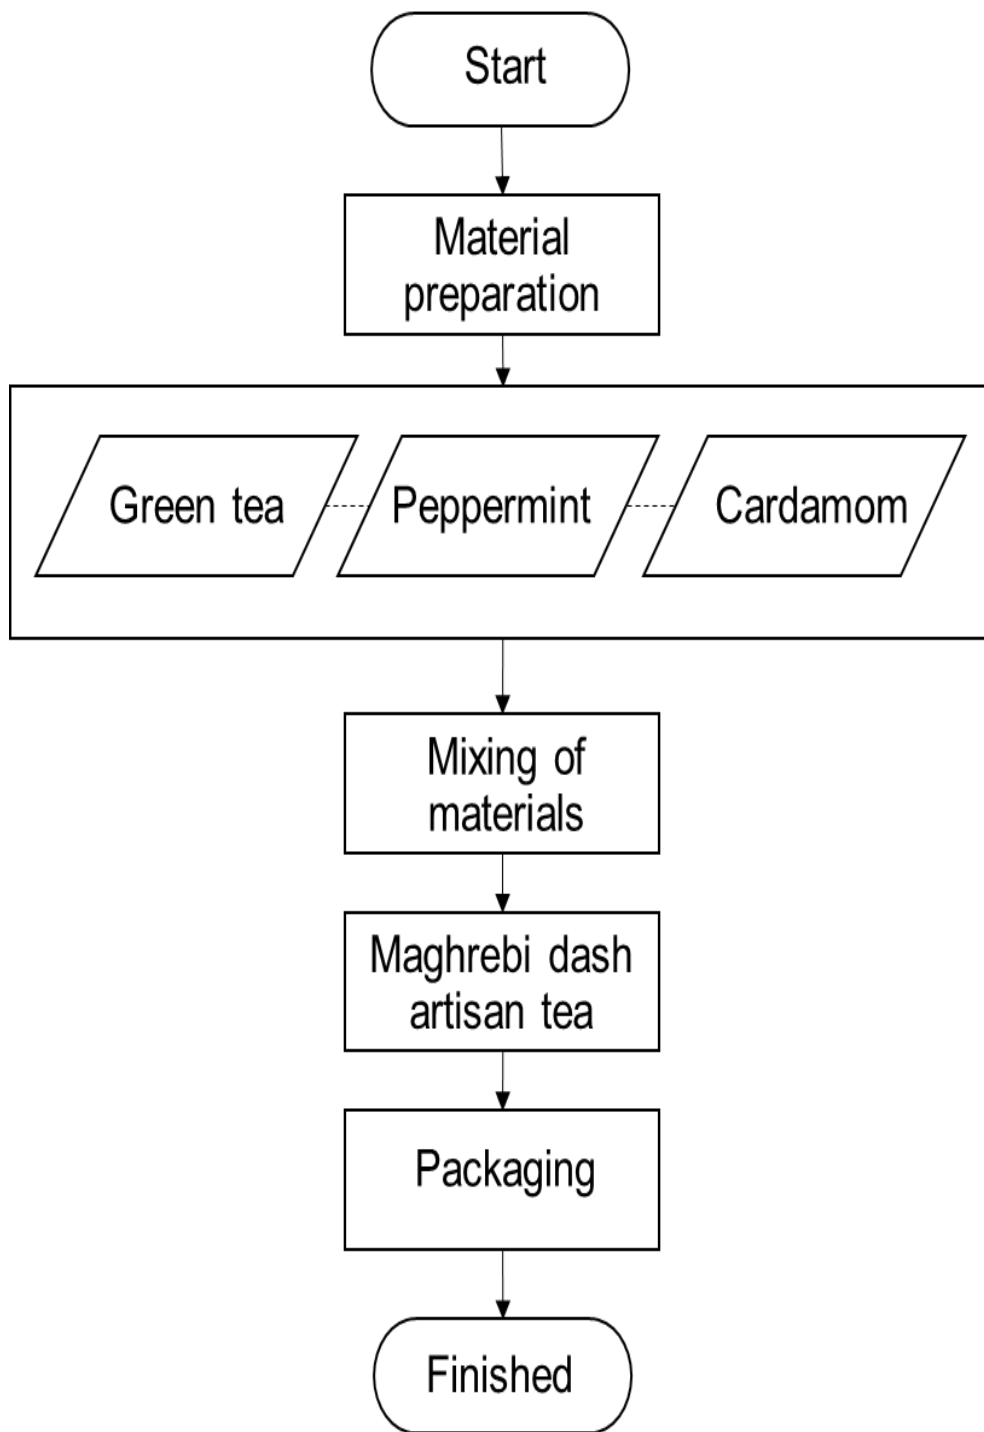 Start
Material
preparation
Green tea
Peppermint
Cardamom
Mixing of
materials
Maghrebi dash
artisan tea
Packaging
Finished